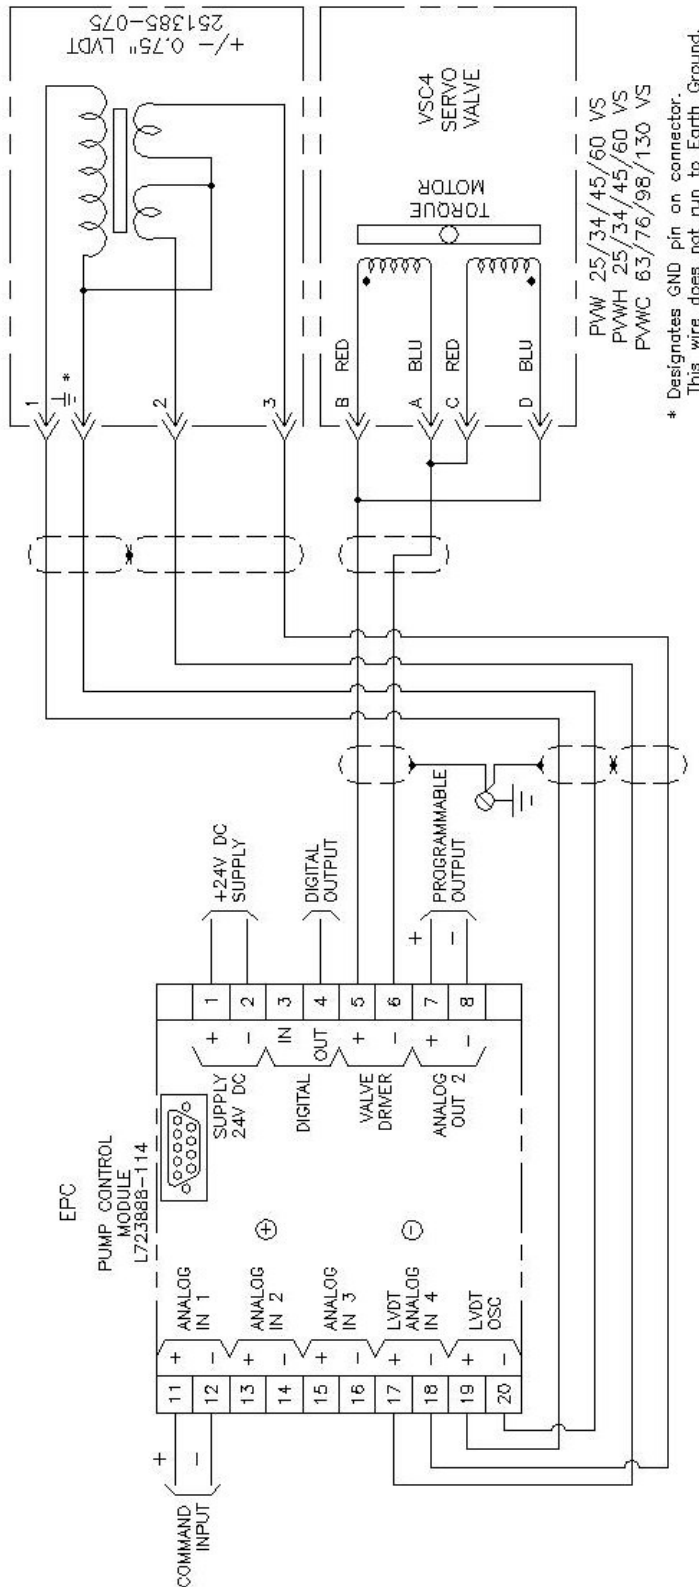 EPC
PUMP CONTROL
MODULE
L723888-114
COMMAND
INPUT
+
-
11
12
13
14
15
16
17
18
19
20
+
-
+
-
+
-
+
-
+
-
ANALOG
IN 1
ANALOG
IN 2
ANALOG
IN 3
LVDT
ANALOG
IN 4
LVDT
OSC
+
-
SUPPLY
24V DC
DIGITAL
VALVE
DRIVER
ANALOG
OUT 2
+
-
IN
OUT
+
-
+
-
1
2
3
4
5
6
7
8
+24V DC
SUPPLY
DIGITAL
OUTPUT
+
-
PROGRAMMABLE
OUTPUT
1
*
2
3
+/- 0.75" LVDT
251385-075
B RED
A BLU
C RED
D BLU
TORQUE
MOTOR
VSC4
SERVO
VALVE
PVW 25/34/45/60 VS
PVWH 25/34/45/60 VS
PVWC 63/76/98/130 VS
* Designates GND pin on connector.
This wire does not run to Earth Ground.